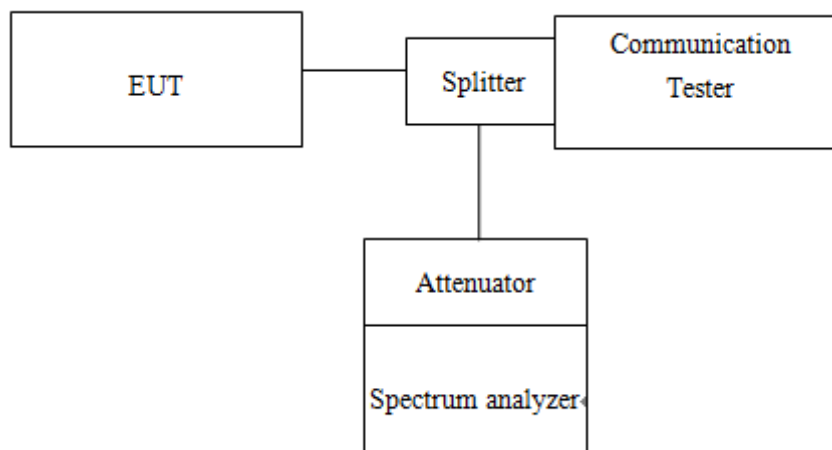 EUT
Splitter
Communication
Tester
Attenuator
Spectrum analyzer